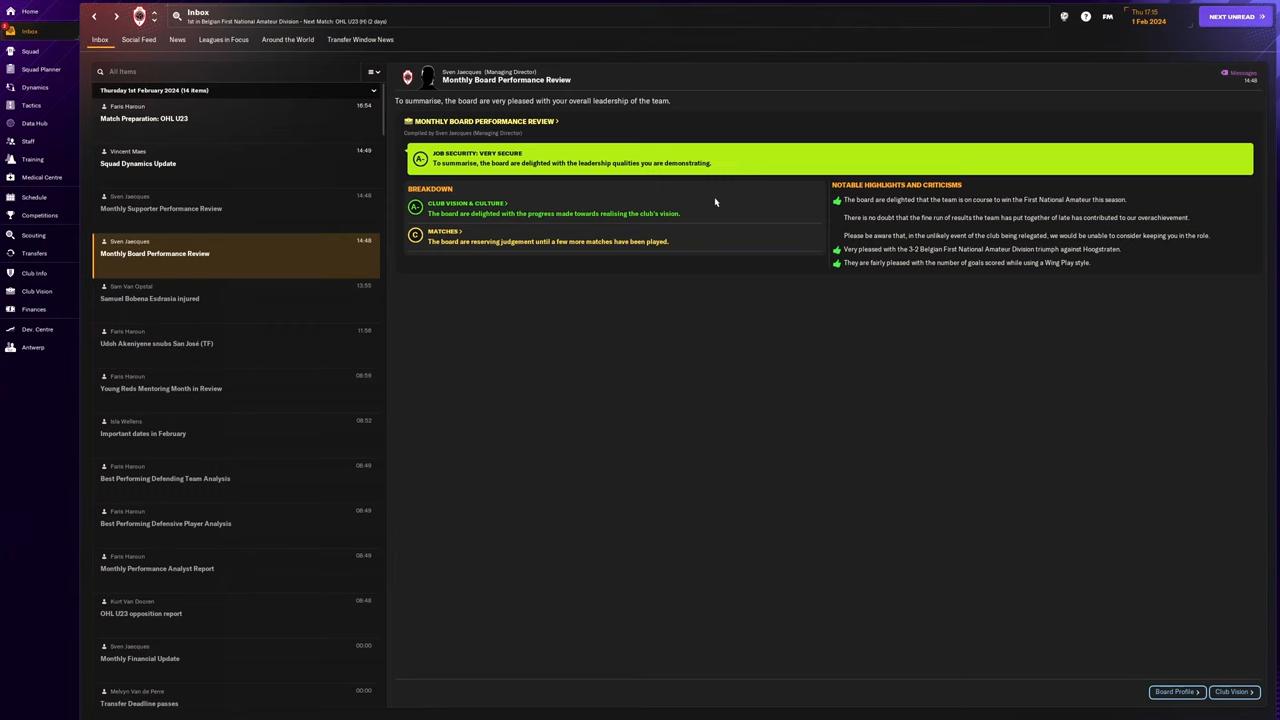 Home
Inbox
Squad
Squad Planner
Dynamics
Tactics
Data Hub
Staff
Training
Medical Centre
Schedule
Competitions
Scouting
Transfers
Club Info
Club Vision
Finances
Dev. Centre
Antwerp
Inbox
1st in Belgian First National Amateur Division - Next Match: OHL U23 (H) (2 days)
FM
Thu 17:15
1 Feb 2024
NEXT UNREAD
Inbox
Social Feed
News
Leagues in Focus
Around the World
Transfer Window News
All Items
Thursday 1st February 2024 (14 items)
Faris Haroun
16:54
Match Preparation: OHL U23
Vincent Maes
14:49
Squad Dynamics Update
Sven Jaecques
14:48
Monthly Supporter Performance Review
Sven Jaecques
14:48
Monthly Board Performance Review
Sam Van Opstal
13:55
Samuel Bobena Esdrasia injured
Faris Haroun
11:56
Udoh Akeniyene snubs San José (TF)
Faris Haroun
08:59
Young Reds Mentoring Month in Review
Isla Wellens
08:52
Important dates in February
Faris Haroun
08:49
Best Performing Defending Team Analysis
Faris Haroun
08:49
Best Performing Defensive Player Analysis
Faris Haroun
08:49
Monthly Performance Analyst Report
Kurt Van Dooren
08:48
OHL U23 opposition report
Sven Jaecques
00:00
Monthly Financial Update
Melvyn Van de Perre
00:00
Transfer Deadline passes
Sven Jaecques (Managing Director)
Monthly Board Performance Review
Messages
14:48
To summarise, the board are very pleased with your overall leadership of the team.
MONTHLY BOARD PERFORMANCE REVIEW >
Compiled by Sven Jaecques (Managing Director)
A-
JOB SECURITY: VERY SECURE
To summarise, the board are delighted with the leadership qualities you are demonstrating.
BREAKDOWN
A-
CLUB VISION & CULTURE >
The board are delighted with the progress made towards realising the club's vision.
C
MATCHES >
The board are reserving judgement until a few more matches have been played.
NOTABLE HIGHLIGHTS AND CRITICISMS
The board are delighted that the team is on course to win the First National Amateur this season.
There is no doubt that the fine run of results the team has put together of late has contributed to our overachievement.
Please be aware that, in the unlikely event of the club being relegated, we would be unable to consider keeping you in the role.
Very pleased with the 3-2 Belgian First National Amateur Division triumph against Hoogstraten.
They are fairly pleased with the number of goals scored while using a Wing Play style.
Board Profile >
Club Vision >